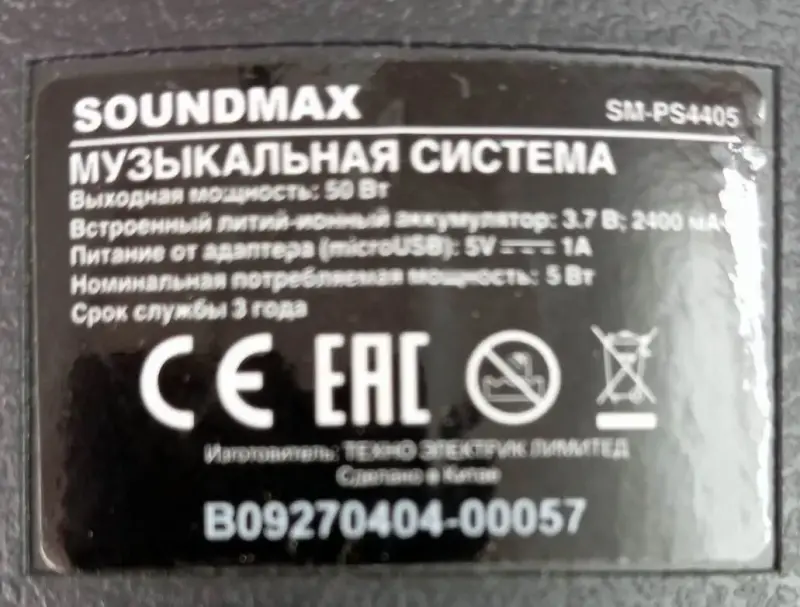 SOUNDMAX
SM-PS4405
МУЗЫКАЛЬНАЯ СИСТЕМА
Выходная мощность: 50 Вт
Встроенный литий-ионный аккумулятор: 3.7 В; 2400 мА
Питание от адаптера (microUSB): 5V 1A
Номинальная потребляемая мощность: 5 Вт
Срок службы 3 года
CE EAC
Изготовитель: ТЕХНО ЭЛЕКТРИК ЛИМИТЕД
Сделано в Китае
B09270404-00057